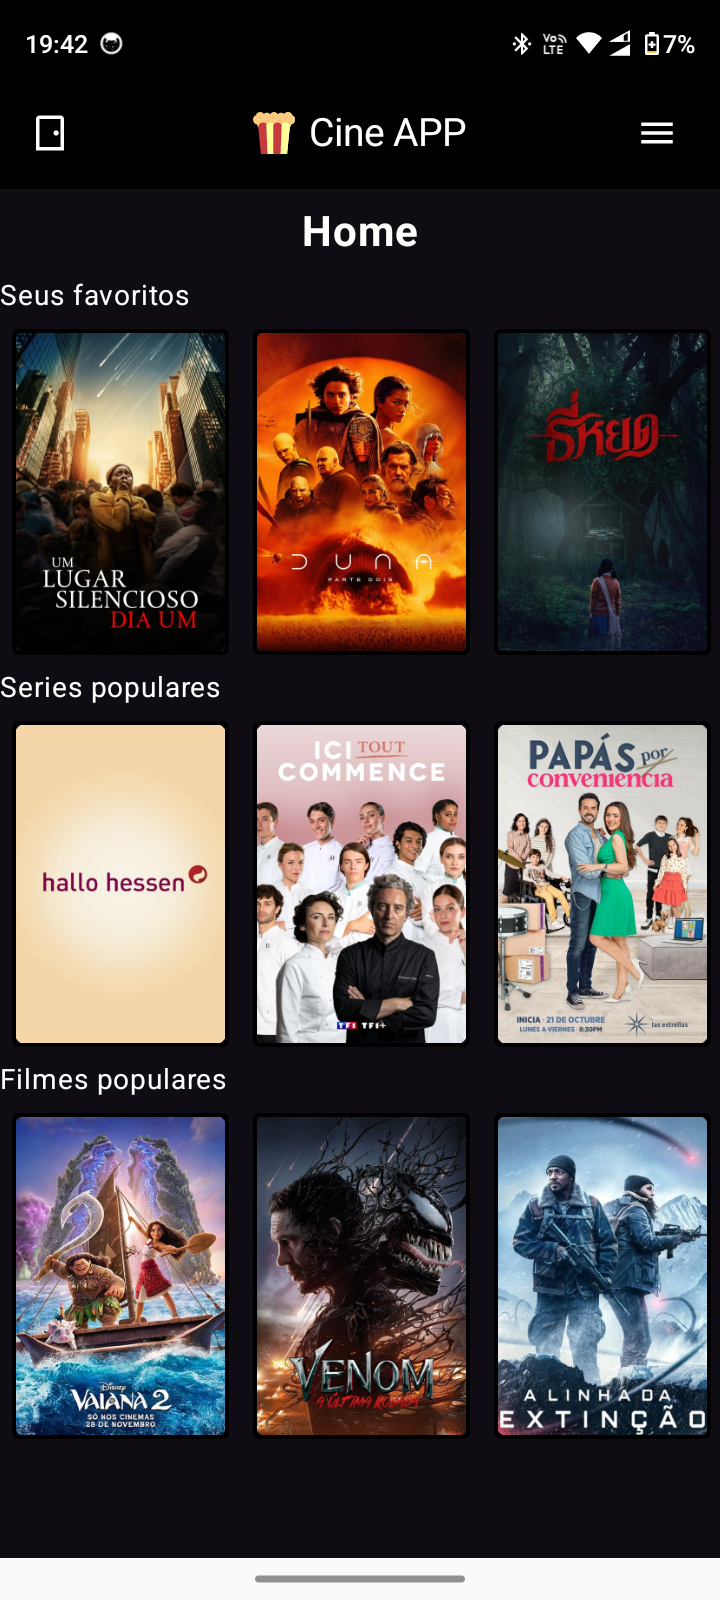 19:42
Vo)) LTE
7%
Cine APP
Home
Seus favoritos
UM
LUGAR
SILENCIOSO
DIA UM
DUNA
PARTE DOIS
ธี่หยด
Series populares
hallo hessen
ICI TOUT
COMMENCE
TF1 TF1+
PAPÁS por
conveniencia
INICIA · 21 DE OCTUBRE
LUNES A VIERNES · 8:30PM
las estrellas
Filmes populares
Disney
VAIANA 2
SÓ NOS CINEMAS
28 DE NOVEMBRO
VENOM
A ÚLTIMA RODADA
A LINHA DA
EXTINÇÃO